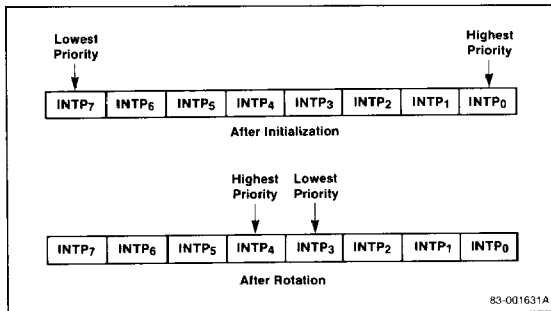 Lowest Priority
Highest Priority
INTP7 INTP6 INTP5 INTP4 INTP3 INTP2 INTP1 INTP0
After Initialization
Highest Priority
Lowest Priority
INTP7 INTP6 INTP5 INTP4 INTP3 INTP2 INTP1 INTP0
After Rotation
83-001631A